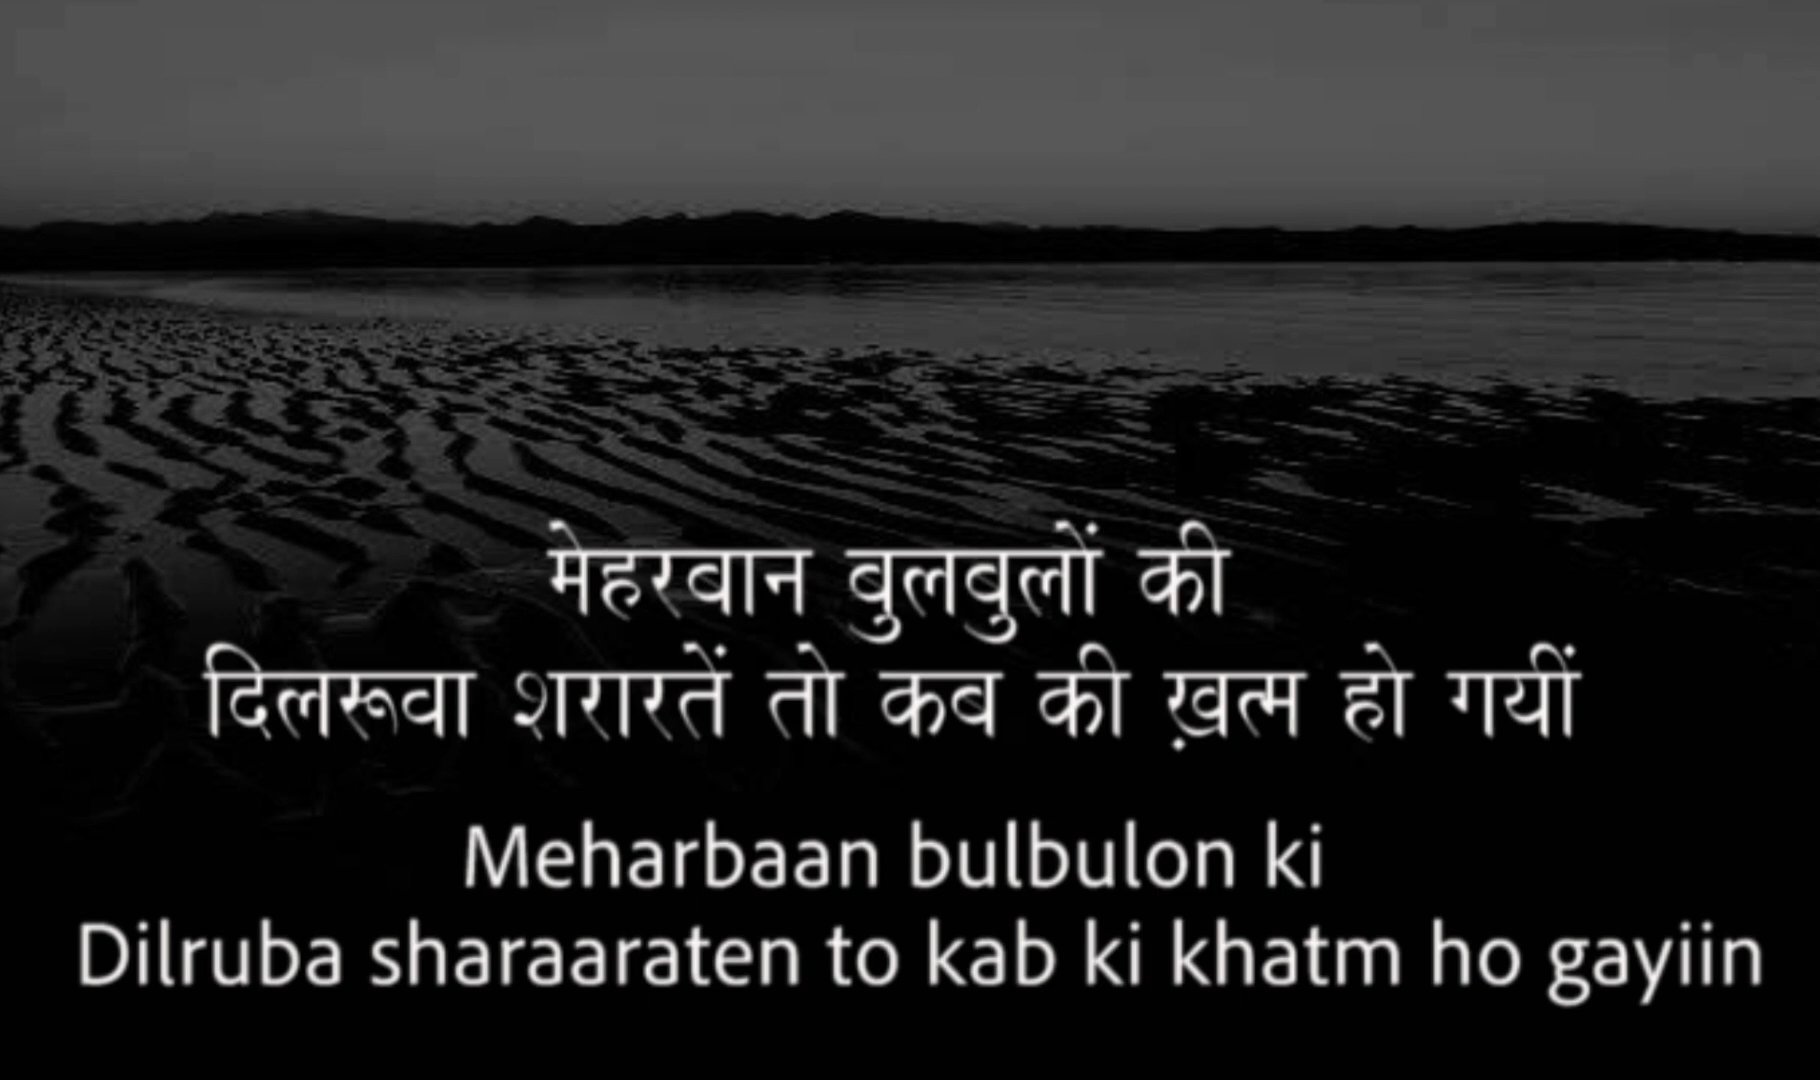 मेहरबान बुलबुलों की
दिलरूबा शरारतें तो कब की ख़त्म हो गयीं
Meharbaan bulbulon ki
Dilruba sharaaraten to kab ki khatm ho gayiin